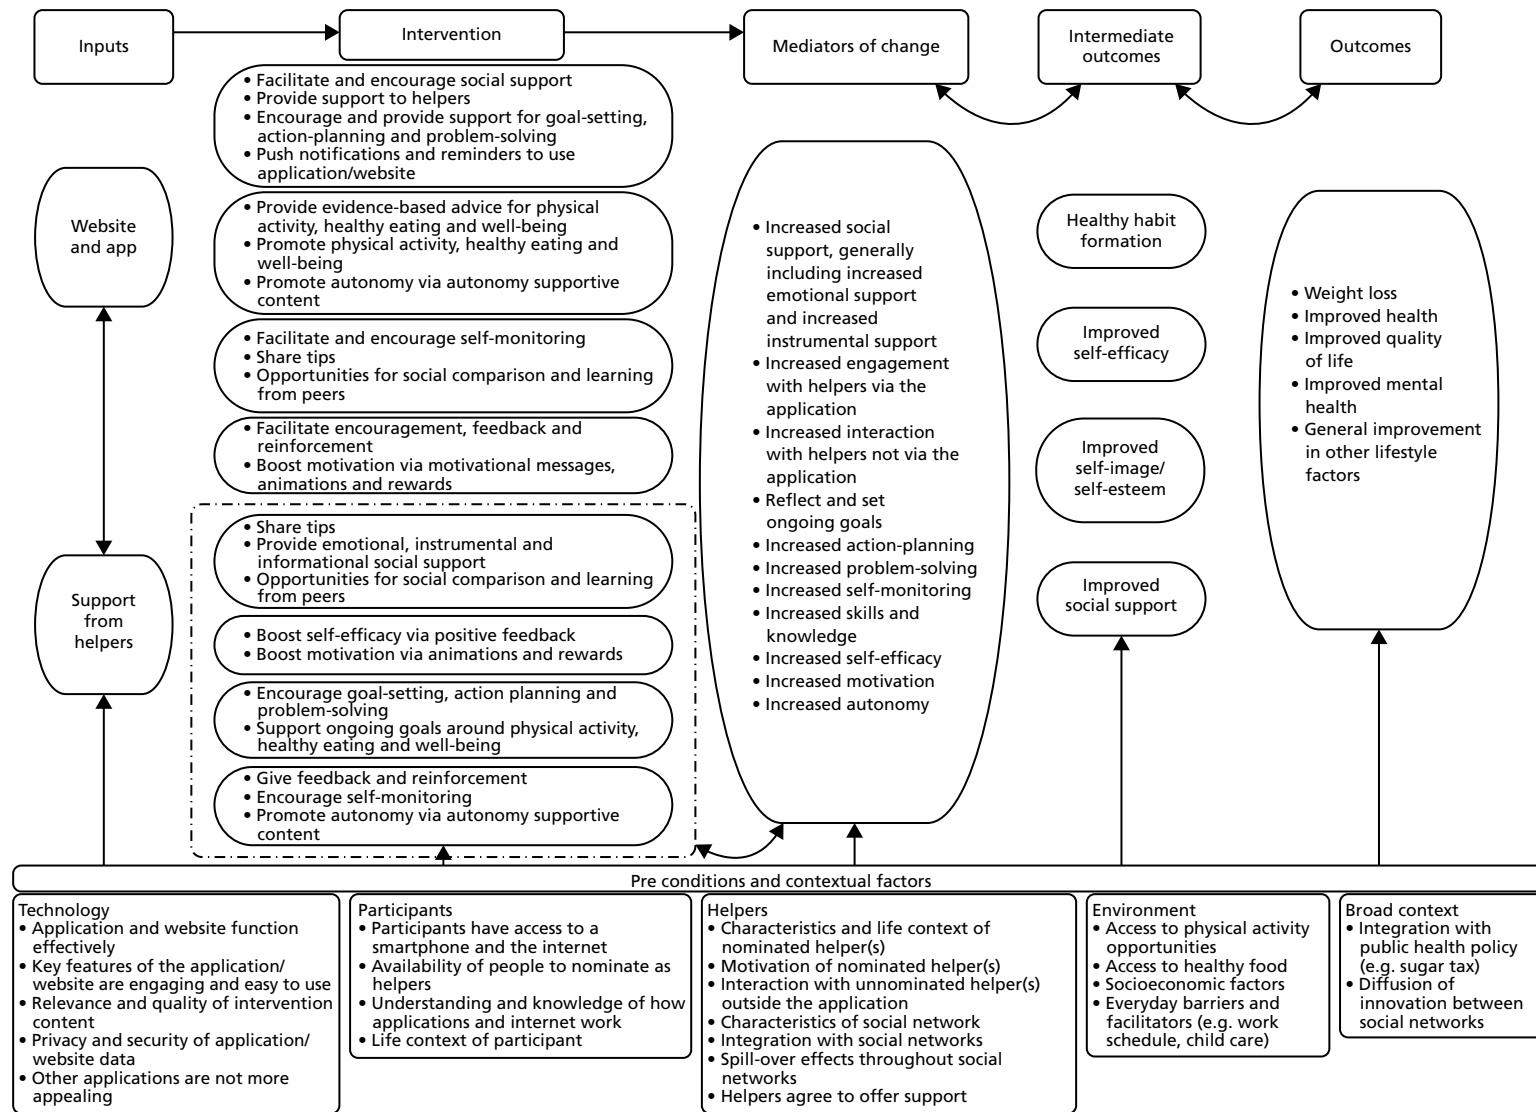 Inputs
Intervention
Mediators of change
Intermediate
outcomes
Outcomes
Website
and app
Support
from
helpers
• Facilitate and encourage social support
• Provide support to helpers
• Encourage and provide support for goal-setting,
action-planning and problem-solving
• Push notifications and reminders to use
application/website
• Provide evidence-based advice for physical
activity, healthy eating and well-being
• Promote physical activity, healthy eating and
well-being
• Promote autonomy via autonomy supportive
content
• Facilitate and encourage self-monitoring
• Share tips
• Opportunities for social comparison and learning
from peers
• Facilitate encouragement, feedback and
reinforcement
• Boost motivation via motivational messages,
animations and rewards
• Share tips
• Provide emotional, instrumental and
informational social support
• Opportunities for social comparison and learning
from peers
• Boost self-efficacy via positive feedback
• Boost motivation via animations and rewards
• Encourage goal-setting, action planning and
problem-solving
• Support ongoing goals around physical activity,
healthy eating and well-being
• Give feedback and reinforcement
• Encourage self-monitoring
• Promote autonomy via autonomy supportive
content
• Increased social
support, generally
including increased
emotional support
and increased
instrumental support
• Increased engagement
with helpers via the
application
• Increased interaction
with helpers not via the
application
• Reflect and set
ongoing goals
• Increased action-planning
• Increased problem-solving
• Increased self-monitoring
• Increased skills and
knowledge
• Increased self-efficacy
• Increased motivation
• Increased autonomy
Healthy habit
formation
Improved
self-efficacy
Improved
self-image/
self-esteem
Improved
social support
• Weight loss
• Improved health
• Improved quality
of life
• Improved mental
health
• General improvement
in other lifestyle
factors
Pre conditions and contextual factors
Technology
• Application and website function
effectively
• Key features of the application/
website are engaging and easy to use
• Relevance and quality of intervention
content
• Privacy and security of application/
website data
• Other applications are not more
appealing
Participants
• Participants have access to a
smartphone and the internet
• Availability of people to nominate as
helpers
• Understanding and knowledge of how
applications and internet work
• Life context of participant
Helpers
• Characteristics and life context of
nominated helper(s)
• Motivation of nominated helper(s)
• Interaction with unnominated helper(s)
outside the application
• Characteristics of social network
• Integration with social networks
• Spill-over effects throughout social
networks
• Helpers agree to offer support
Environment
• Access to physical activity
opportunities
• Access to healthy food
• Socioeconomic factors
• Everyday barriers and
facilitators (e.g. work
schedule, child care)
Broad context
• Integration with
public health policy
(e.g. sugar tax)
• Diffusion of
innovation between
social networks